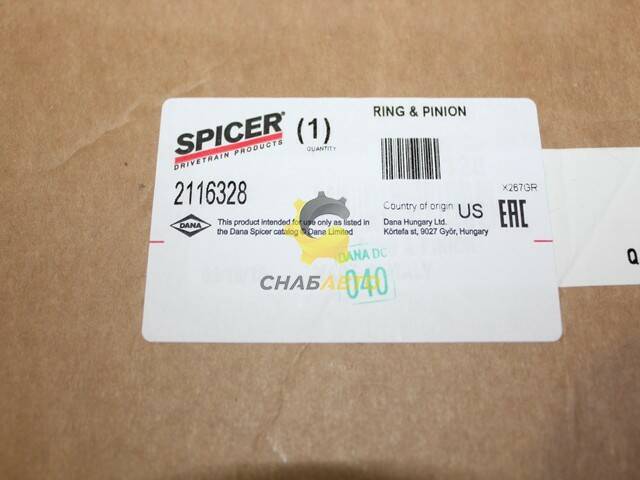 RING & PINION
SPICER®
DRIVETRAIN PRODUCTS
(1)
QUANTITY
2116328
X267GR
Country of origin US
EAC
DANA
This product intended for use only as listed in
the Dana Spicer catalog © Dana Limited
Dana Hungary Ltd.
Körtefa st, 9027 Győr, Hungary
DANA DC
040
СНАБАВТО
Q